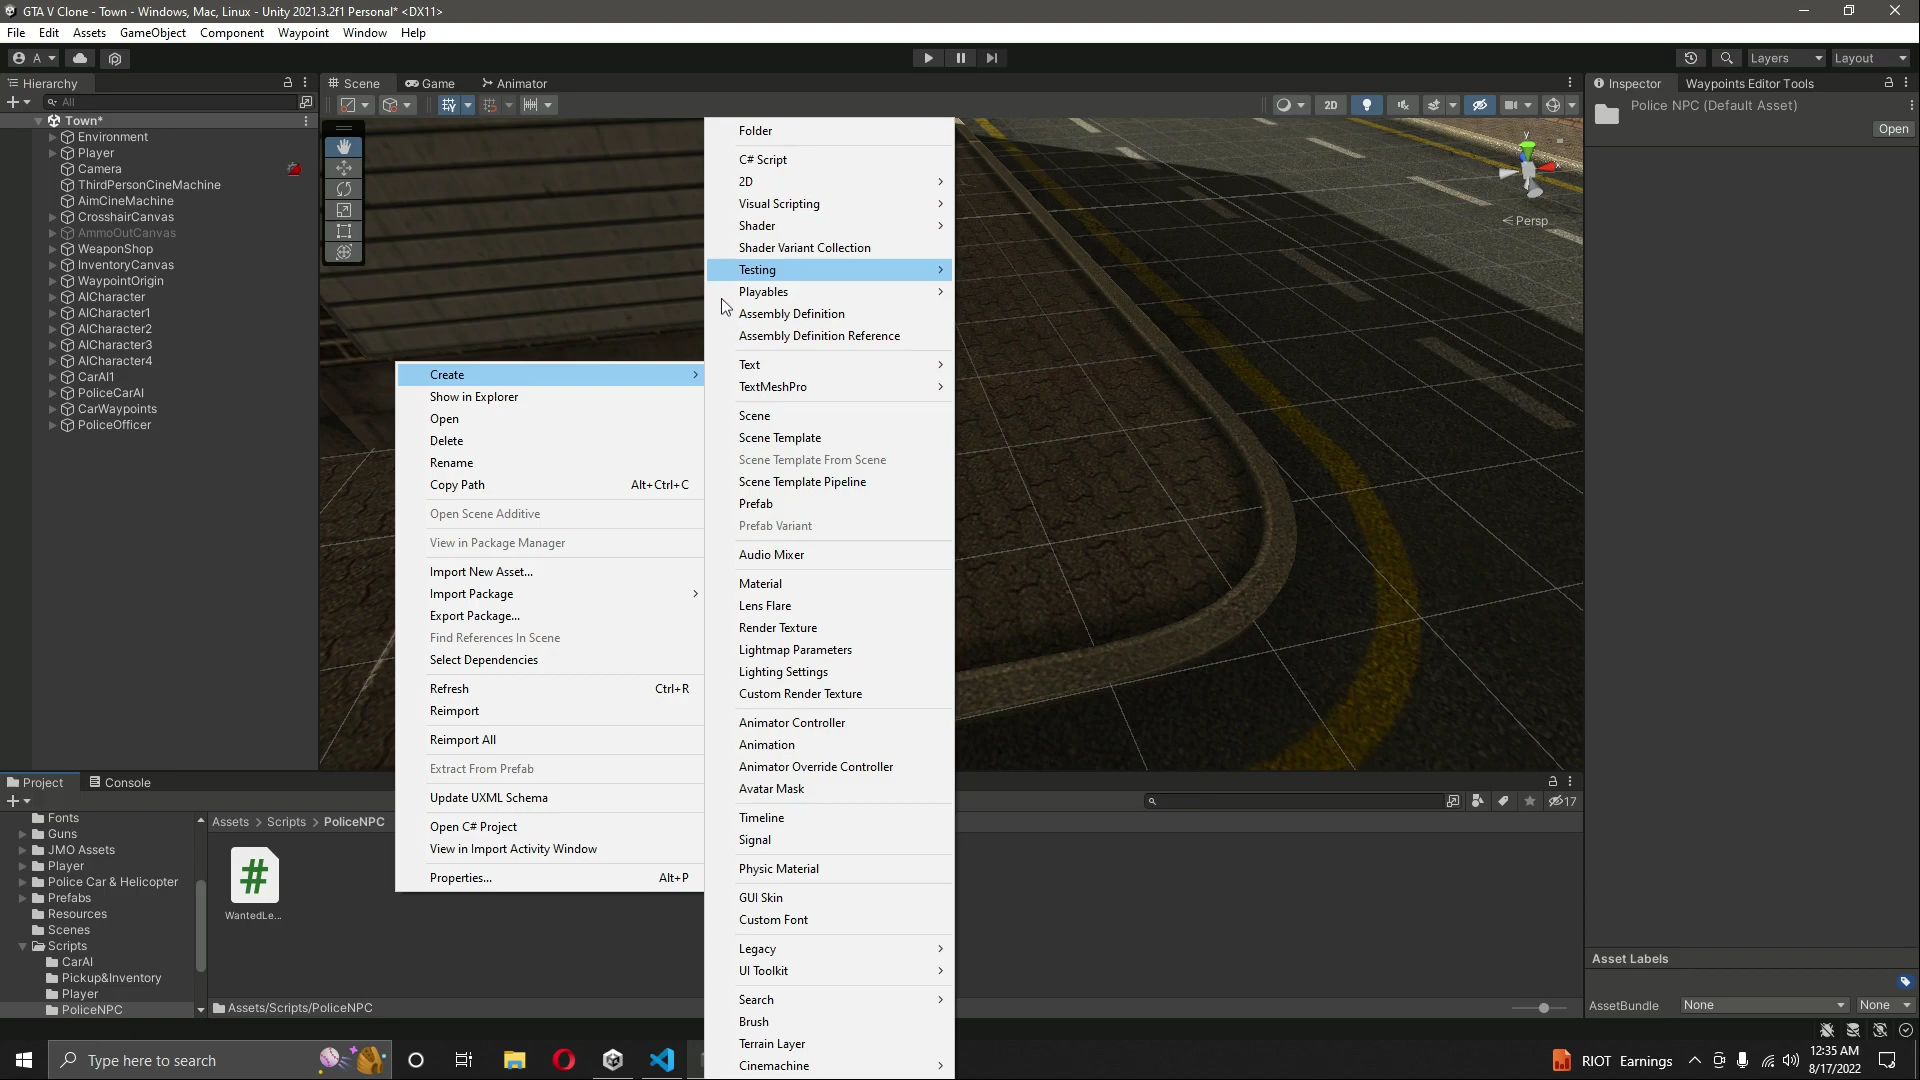 GTA V Clone - Town - Windows, Mac, Linux - Unity 2021.3.2f1 Personal* <DX11>
File Edit Assets GameObject Component Waypoint Window Help
A
Layers Layout
Hierarchy
All
Town*
Environment
Player
Camera
ThirdPersonCineMachine
AimCineMachine
CrosshairCanvas
AmmoOutCanvas
WeaponShop
InventoryCanvas
WaypointOrigin
AICharacter
AICharacter1
AICharacter2
AICharacter3
AICharacter4
CarAI1
PoliceCarAI
CarWaypoints
PoliceOfficer
Scene Game Animator
2D
y
x
Persp
Create
Show in Explorer
Open
Delete
Rename
Copy Path Alt+Ctrl+C
Open Scene Additive
View in Package Manager
Import New Asset...
Import Package
Export Package...
Find References In Scene
Select Dependencies
Refresh Ctrl+R
Reimport
Reimport All
Extract From Prefab
Update UXML Schema
Open C# Project
View in Import Activity Window
Properties... Alt+P
Folder
C# Script
2D
Visual Scripting
Shader
Shader Variant Collection
Testing
Playables
Assembly Definition
Assembly Definition Reference
Text
TextMeshPro
Scene
Scene Template
Scene Template From Scene
Scene Template Pipeline
Prefab
Prefab Variant
Audio Mixer
Material
Lens Flare
Render Texture
Lightmap Parameters
Lighting Settings
Custom Render Texture
Animator Controller
Animation
Animator Override Controller
Avatar Mask
Timeline
Signal
Physic Material
GUI Skin
Custom Font
Legacy
UI Toolkit
Search
Brush
Terrain Layer
Cinemachine
Inspector Waypoints Editor Tools
Police NPC (Default Asset)
Open
Asset Labels
AssetBundle None None
Project Console
17
Fonts
Guns
JMO Assets
Player
Police Car & Helicopter
Prefabs
Resources
Scenes
Scripts
CarAI
Pickup&Inventory
Player
PoliceNPC
Assets > Scripts > PoliceNPC
#
WantedLe...
Assets/Scripts/PoliceNPC
Type here to search
RIOT Earnings
12:35 AM
8/17/2022